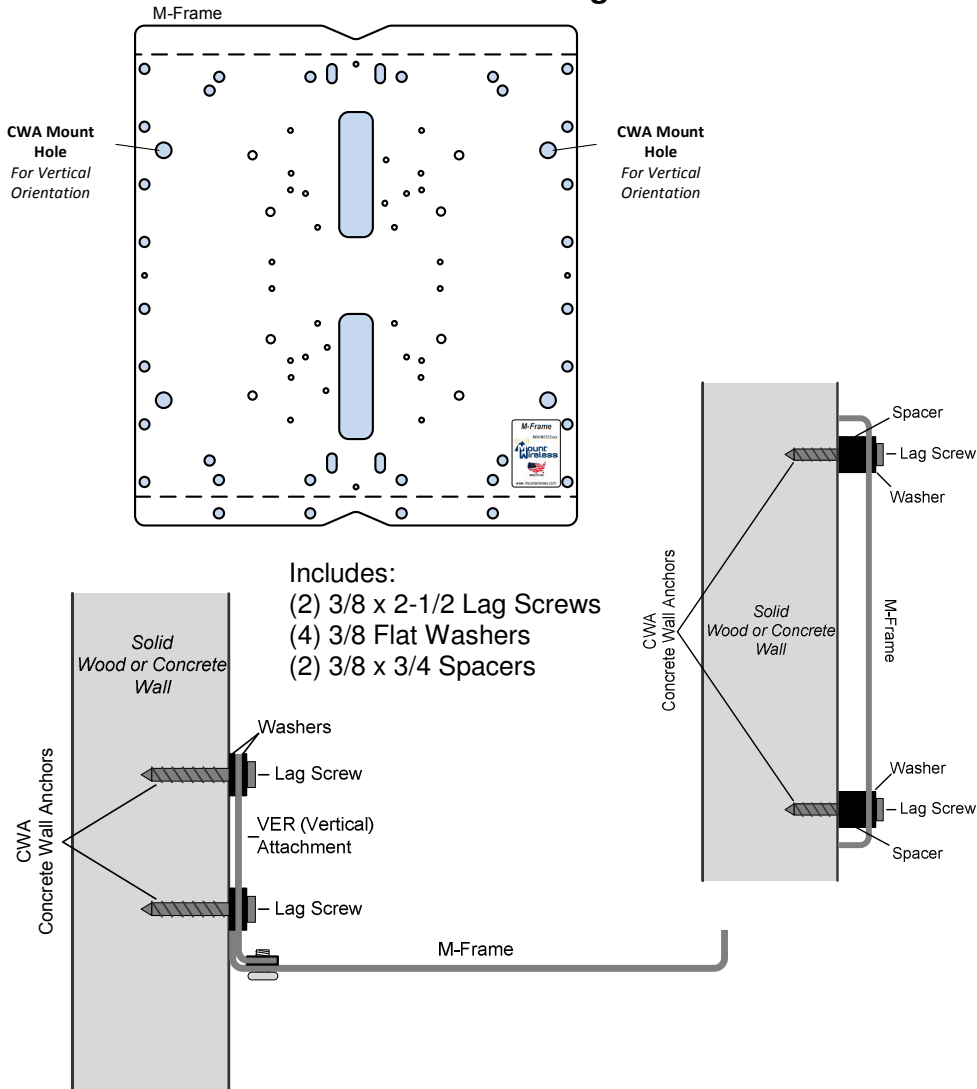 M-Frame
CWA Mount
Hole
For Vertical
Orientation
CWA Mount
Hole
For Vertical
Orientation
M-Frame
Mount
Wireless
Includes:
(2) 3/8 x 2-1/2 Lag Screws
(4) 3/8 Flat Washers
(2) 3/8 x 3/4 Spacers
Spacer
Lag Screw
Washer
CWA
Concrete Wall Anchors
Solid
Wood or Concrete
Wall
M-Frame
Washer
Lag Screw
Spacer
Solid
Wood or Concrete
Wall
Washers
Lag Screw
CWA
Concrete Wall Anchors
VER (Vertical)
Attachment
Lag Screw
M-Frame